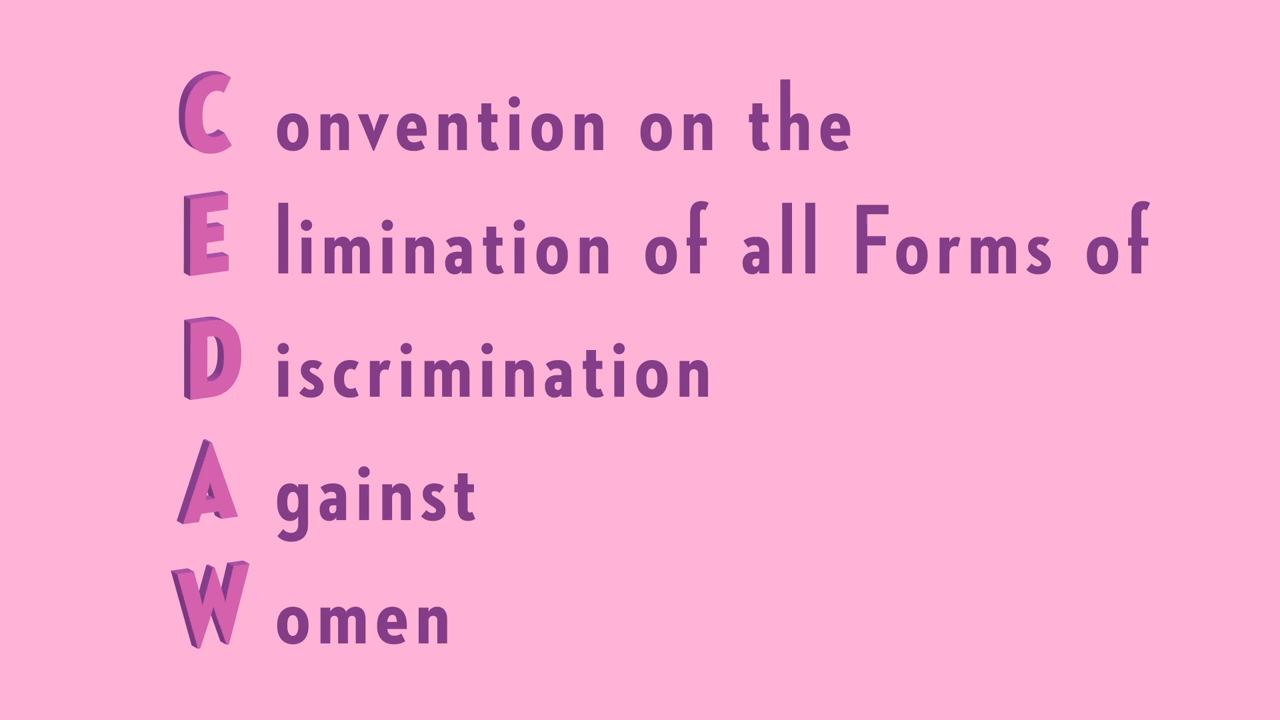 Convention on the
Elimination of all Forms of
Discrimination
Against
Women